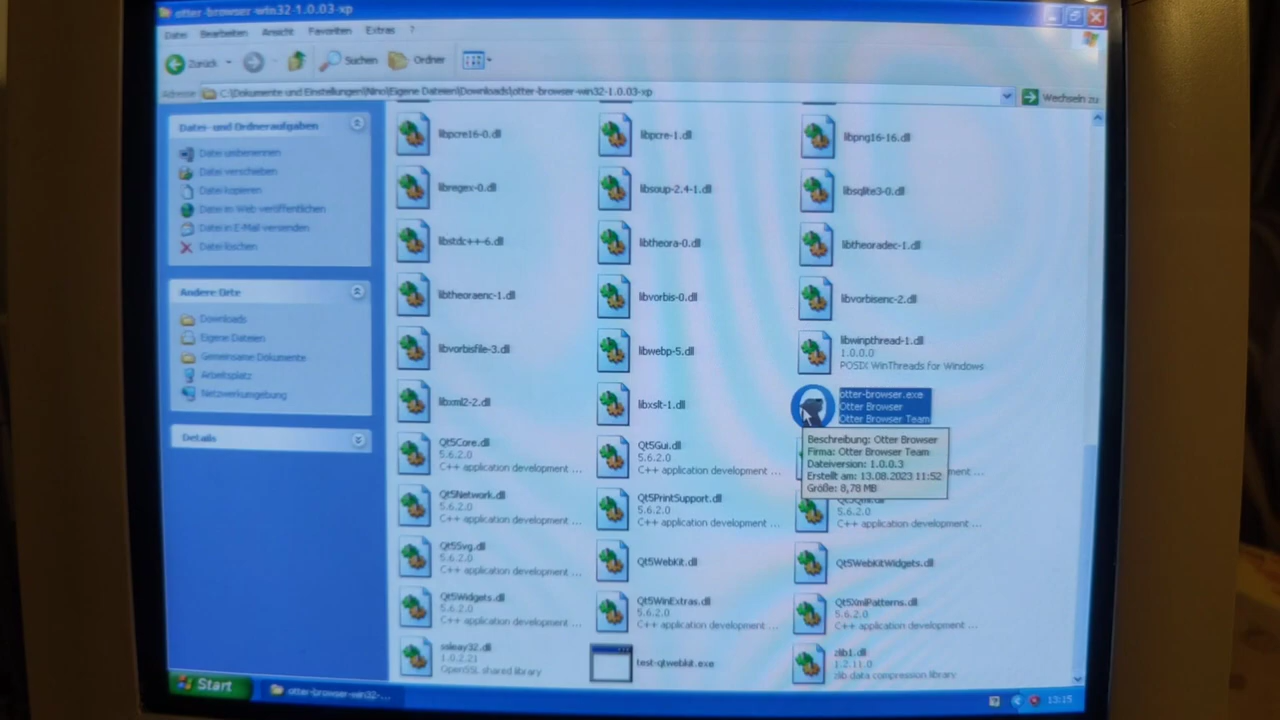 otter-browser-win32-1.0.03-xp
Datei Bearbeiten Ansicht Favoriten Extras ?
Zurück Suchen Ordner
Adresse C:\Dokumente und Einstellungen\Nino\Eigene Dateien\Downloads\otter-browser-win32-1.0.03-xp Wechseln zu
Datei- und Ordneraufgaben
Datei umbenennen
Datei verschieben
Datei kopieren
Datei im Web veröffentlichen
Datei in E-Mail versenden
Datei löschen
Andere Orte
Downloads
Eigene Dateien
Gemeinsame Dokumente
Arbeitsplatz
Netzwerkumgebung
Details
libpcre16-0.dll
libpcre-1.dll
libpng16-16.dll
libregex-0.dll
libsoup-2.4-1.dll
libsqlite3-0.dll
libstdc++-6.dll
libtheora-0.dll
libtheoradec-1.dll
libtheoraenc-1.dll
libvorbis-0.dll
libvorbisenc-2.dll
libvorbisfile-3.dll
libwebp-5.dll
libwinpthread-1.dll
1.0.0.0
POSIX WinThreads for Windows
libxml2-2.dll
libxslt-1.dll
otter-browser.exe
Otter Browser
Otter Browser Team
Beschreibung: Otter Browser
Firma: Otter Browser Team
Dateiversion: 1.0.0.3
Erstellt am: 13.08.2023 11:52
Größe: 8,78 MB
Qt5Core.dll
5.6.2.0
C++ application development ...
Qt5Gui.dll
5.6.2.0
C++ application development ...
ment ...
Qt5Network.dll
5.6.2.0
C++ application development ...
Qt5PrintSupport.dll
5.6.2.0
C++ application development ...
Qt5Qml.dll
5.6.2.0
C++ application development ...
Qt5Svg.dll
5.6.2.0
C++ application development ...
Qt5WebKit.dll
Qt5WebKitWidgets.dll
Qt5Widgets.dll
5.6.2.0
C++ application development ...
Qt5WinExtras.dll
5.6.2.0
C++ application development ...
Qt5XmlPatterns.dll
5.6.2.0
C++ application development ...
ssleay32.dll
1.0.2.21
OpenSSL shared library
test-qtwebkit.exe
zlib1.dll
1.2.11.0
zlib data compression library
Start otter-browser-win32-... 13:15